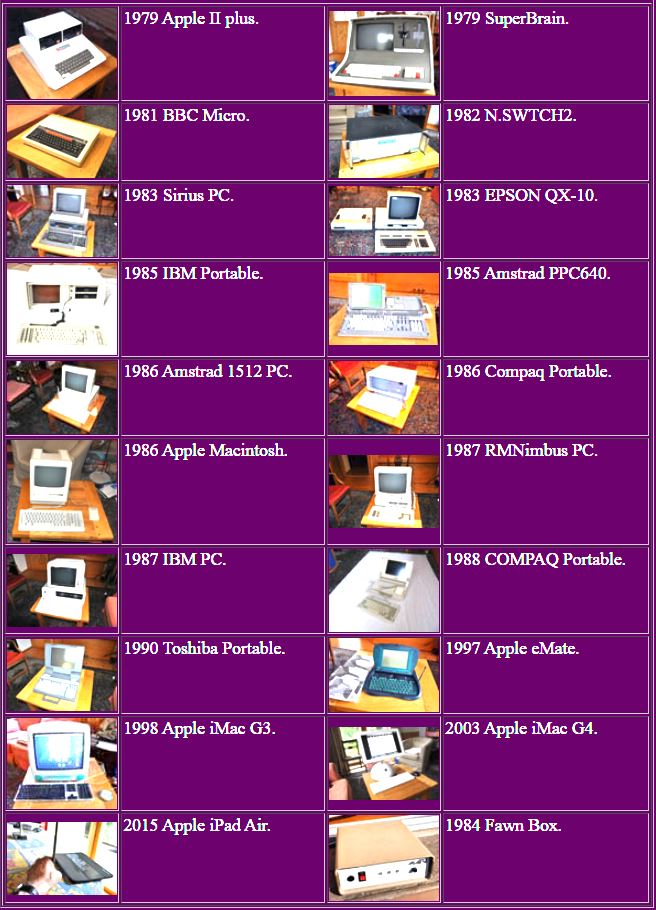 1979 Apple II plus.
1979 SuperBrain.
1981 BBC Micro.
1982 N.SWTCH2.
1983 Sirius PC.
1983 EPSON QX-10.
1985 IBM Portable.
1985 Amstrad PPC640.
1986 Amstrad 1512 PC.
1986 Compaq Portable.
1986 Apple Macintosh.
1987 RMNimbus PC.
1987 IBM PC.
1988 COMPAQ Portable.
1990 Toshiba Portable.
1997 Apple eMate.
1998 Apple iMac G3.
2003 Apple iMac G4.
2015 Apple iPad Air.
1984 Fawn Box.